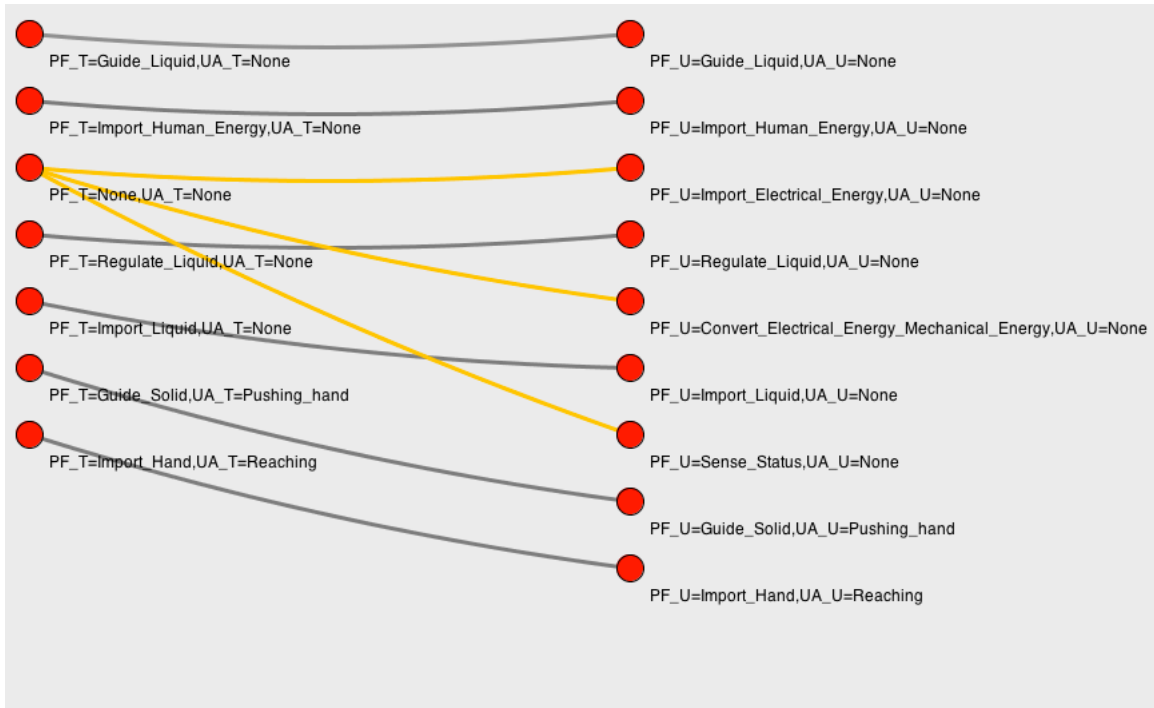 PF_T=Guide_Liquid,UA_T=None
PF_U=Guide_Liquid,UA_U=None
PF_T=Import_Human_Energy,UA_T=None
PF_U=Import_Human_Energy,UA_U=None
PF_T=None,UA_T=None
PF_U=Import_Electrical_Energy,UA_U=None
PF_T=Regulate_Liquid,UA_T=None
PF_U=Regulate_Liquid,UA_U=None
PF_T=Import_Liquid,UA_T=None
PF_U=Convert_Electrical_Energy_Mechanical_Energy,UA_U=None
PF_T=Guide_Solid,UA_T=Pushing_hand
PF_U=Import_Liquid,UA_U=None
PF_T=Import_Hand,UA_T=Reaching
PF_U=Sense_Status,UA_U=None
PF_U=Guide_Solid,UA_U=Pushing_hand
PF_U=Import_Hand,UA_U=Reaching